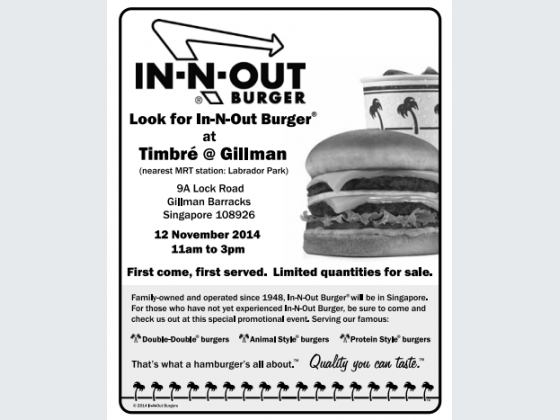 IN-N-OUT
® BURGER
Look for In-N-Out Burger®
at
Timbré @ Gillman
(nearest MRT station: Labrador Park)
9A Lock Road
Gillman Barracks
Singapore 108926
12 November 2014
11am to 3pm
First come, first served. Limited quantities for sale.
Family-owned and operated since 1948, In-N-Out Burger® will be in Singapore.
For those who have not yet experienced In-N-Out Burger, be sure to come and
check us out at this special promotional event. Serving our famous:
Double-Double® burgers Animal Style® burgers Protein Style® burgers
That's what a hamburger's all about.™ Quality you can taste.™
© 2014 In-N-Out Burgers